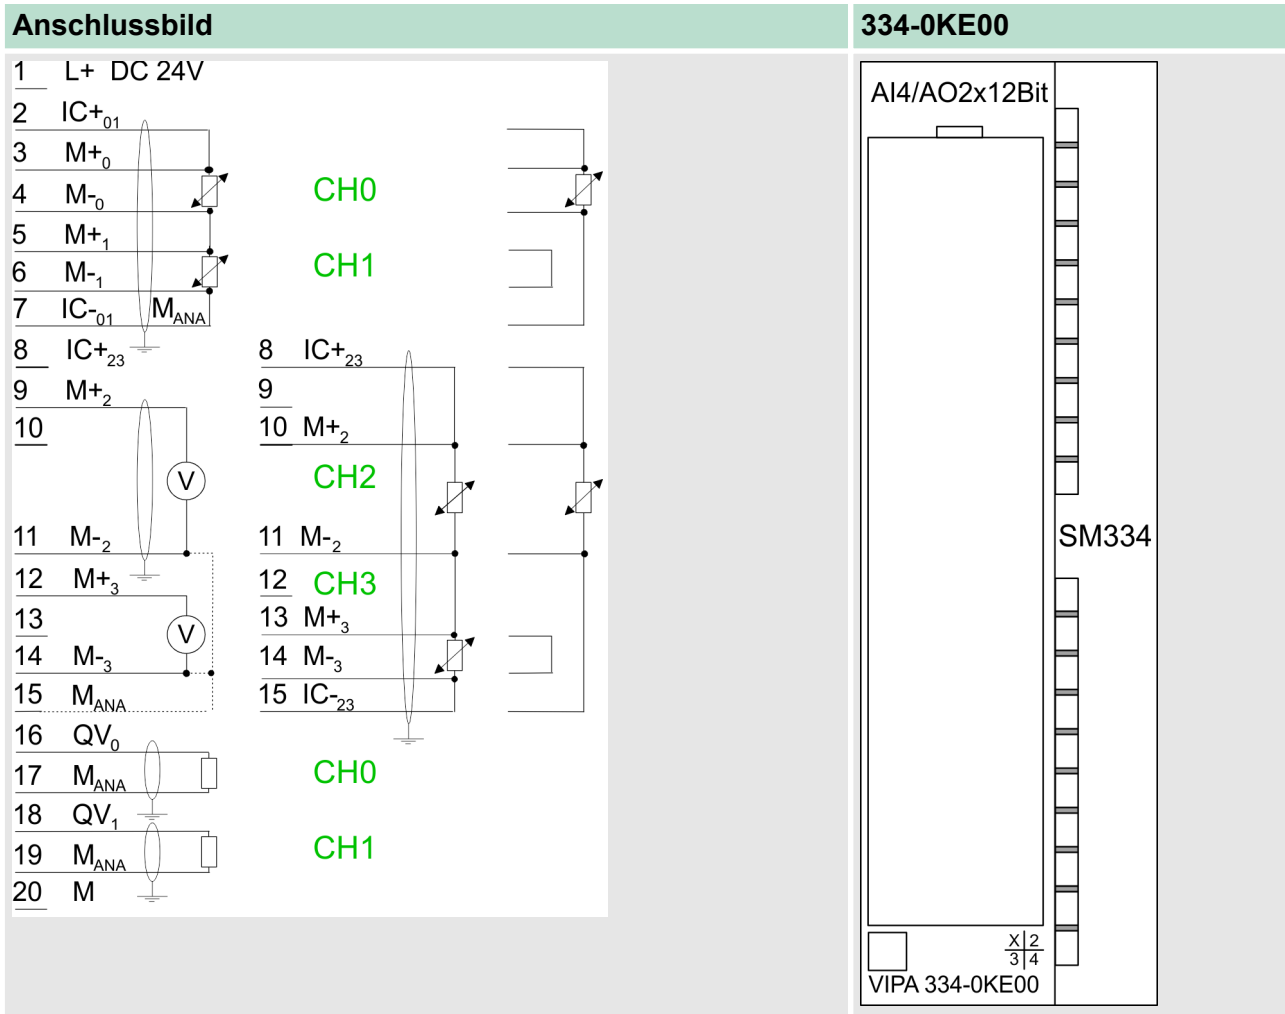 Anschlussbild
334-0KE00
1 L+ DC 24V
2 IC+01
3 M+0
4 M-0
CH0
5 M+1
6 M-1
CH1
7 IC-01 MANA
8 IC+23
9 M+2
10
V
11 M-2
12 M+3
13
V
14 M-3
15 MANA
8 IC+23
9
10 M+2
CH2
11 M-2
12 CH3
13 M+3
14 M-3
15 IC-23
16 QV0
17 MANA
CH0
18 QV1
19 MANA
CH1
20 M
AI4/AO2x12Bit
SM334
X 2
3 4
VIPA 334-0KE00